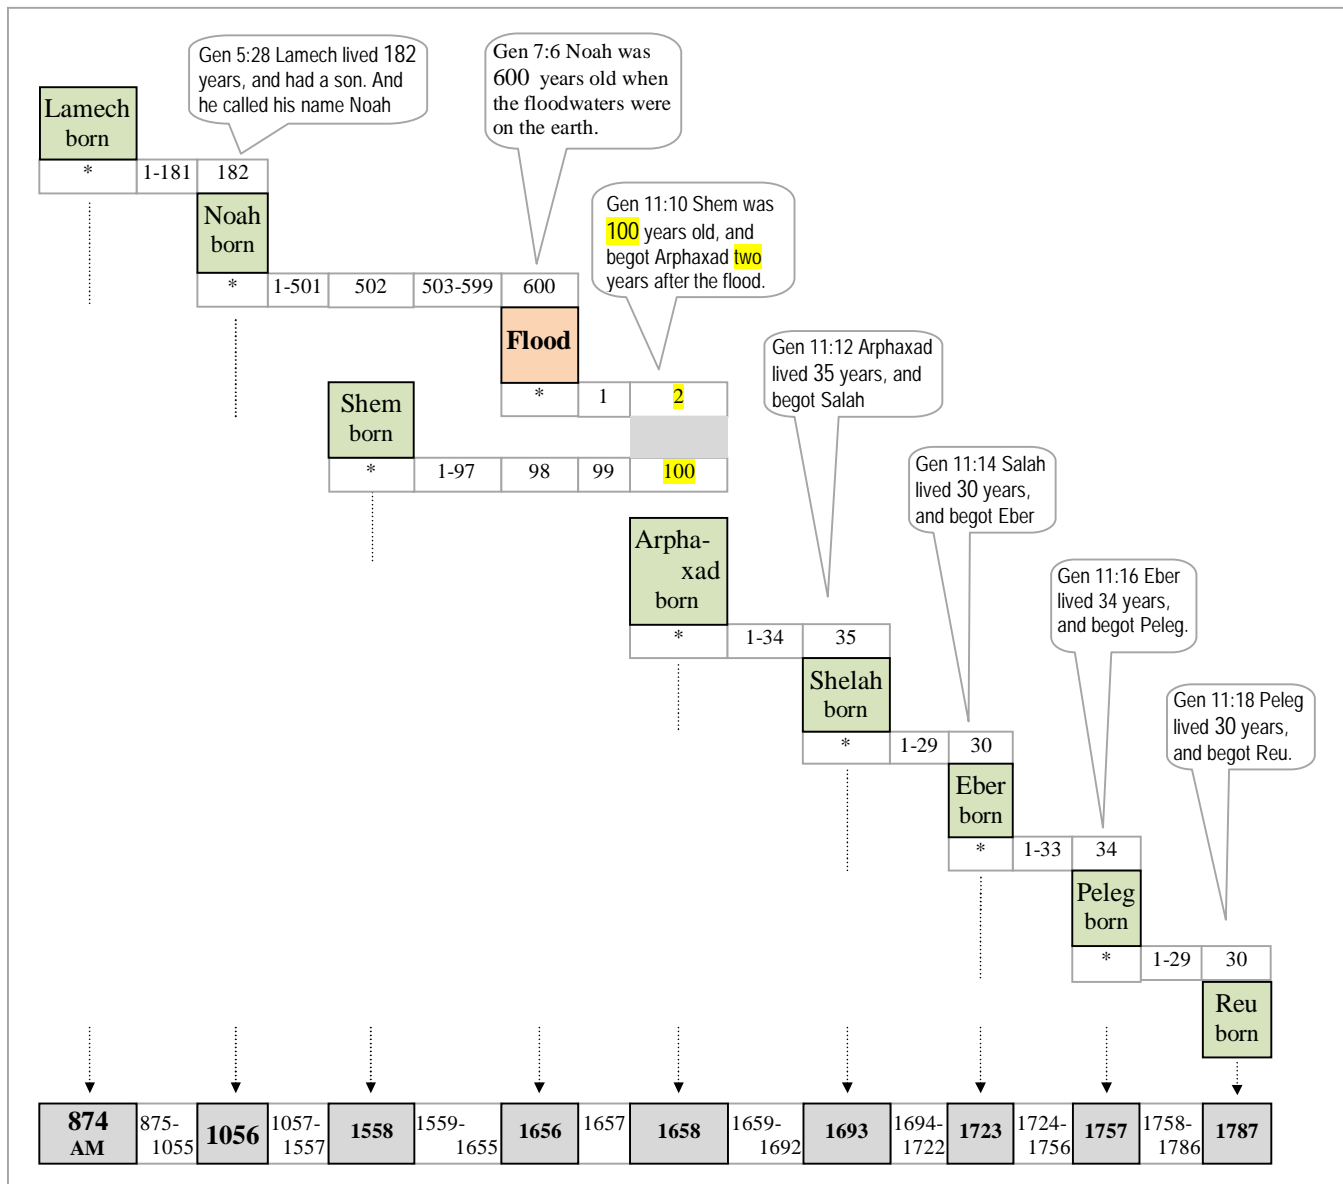 Gen 5:28 Lamech lived 182
years, and had a son. And
he called his name Noah
Gen 7:6 Noah was
600 years old when
the floodwaters were
on the earth.
Lamech
born
* 1-181 182
Noah
born
Gen 11:10 Shem was
100 years old, and
begot Arphaxad two
years after the flood.
* 1-501 502 503-599 600
Flood
Gen 11:12 Arphaxad
lived 35 years, and
begot Salah
* 1 2
Shem
born
* 1-97 98 99 100
Gen 11:14 Salah
lived 30 years,
and begot Eber
Arpha-
xad
born
Gen 11:16 Eber
lived 34 years,
and begot Peleg.
* 1-34 35
Shelah
born
Gen 11:18 Peleg
lived 30 years,
and begot Reu.
* 1-29 30
Eber
born
* 1-33 34
Peleg
born
* 1-29 30
Reu
born
874
AM
875-
1055
1056
1057-
1557
1558
1559-
1655
1656
1657
1658
1659-
1692
1693
1694-
1722
1723
1724-
1756
1757
1758-
1786
1787